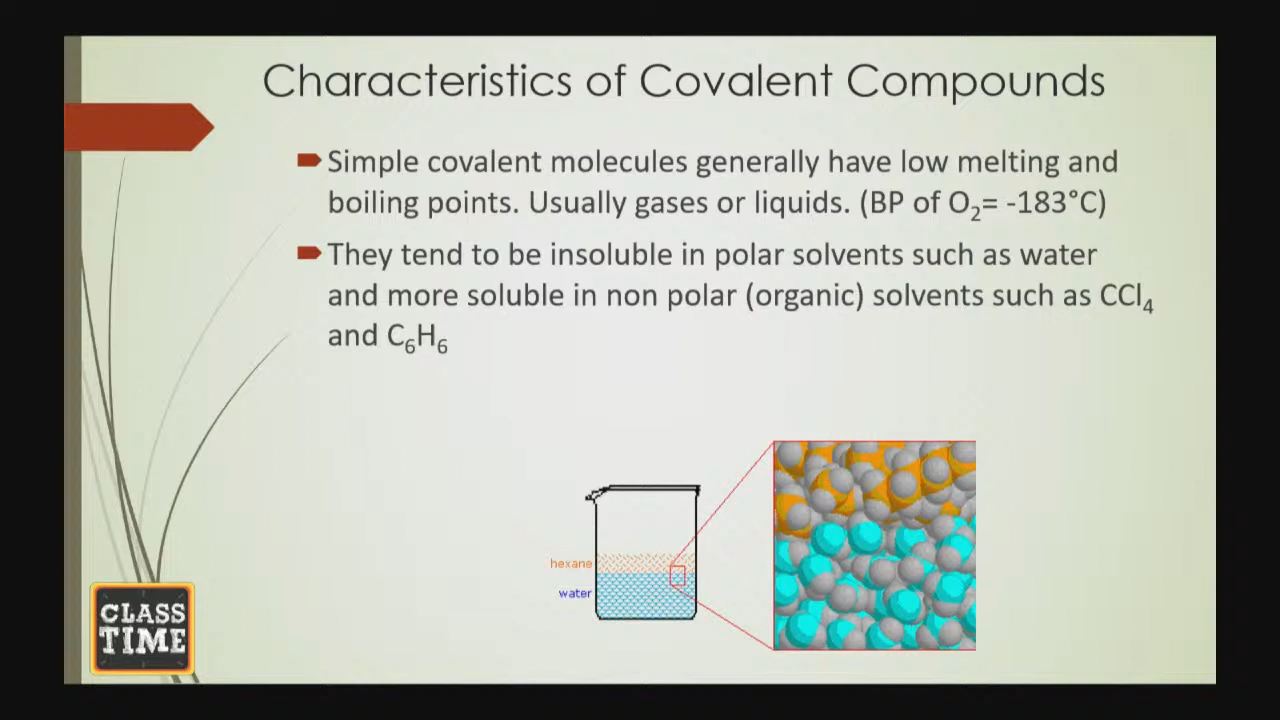 Characteristics of Covalent Compounds
Simple covalent molecules generally have low melting and
boiling points. Usually gases or liquids. (BP of O₂= -183°C)
They tend to be insoluble in polar solvents such as water
and more soluble in non polar (organic) solvents such as CCl₄
and C₆H₆
hexane
water
CLASS
TIME